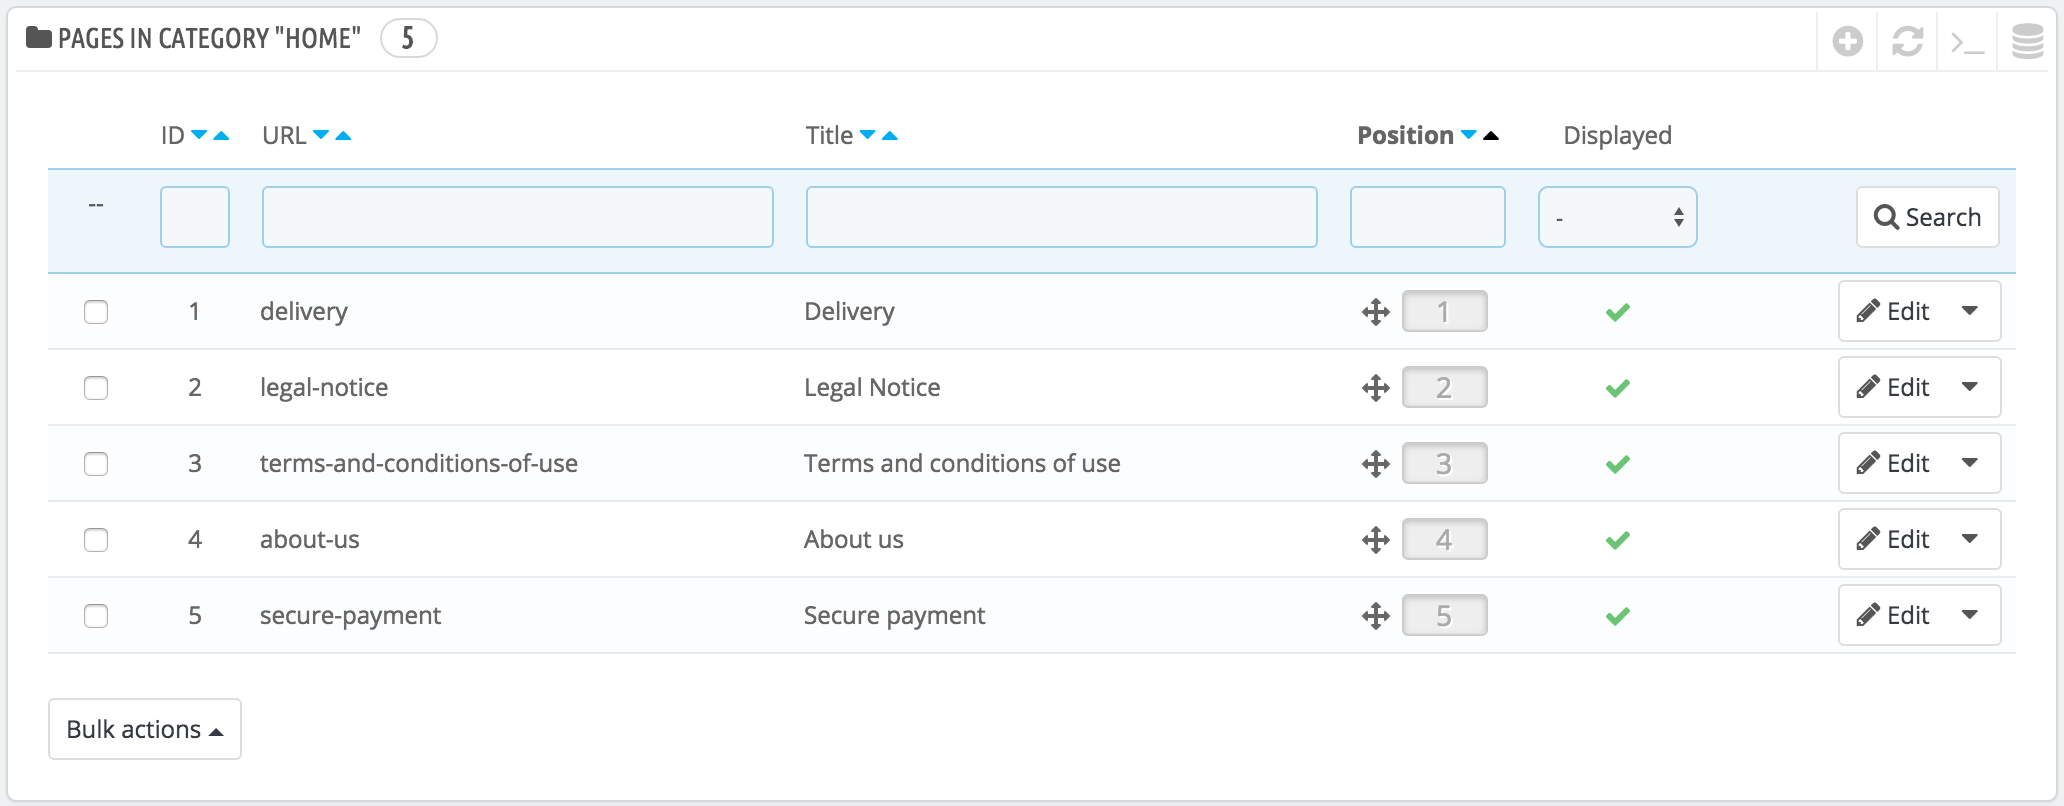 PAGES IN CATEGORY "HOME" 5
ID URL Title Position Displayed
-- - Search
1 delivery Delivery 1 Edit
2 legal-notice Legal Notice 2 Edit
3 terms-and-conditions-of-use Terms and conditions of use 3 Edit
4 about-us About us 4 Edit
5 secure-payment Secure payment 5 Edit
Bulk actions